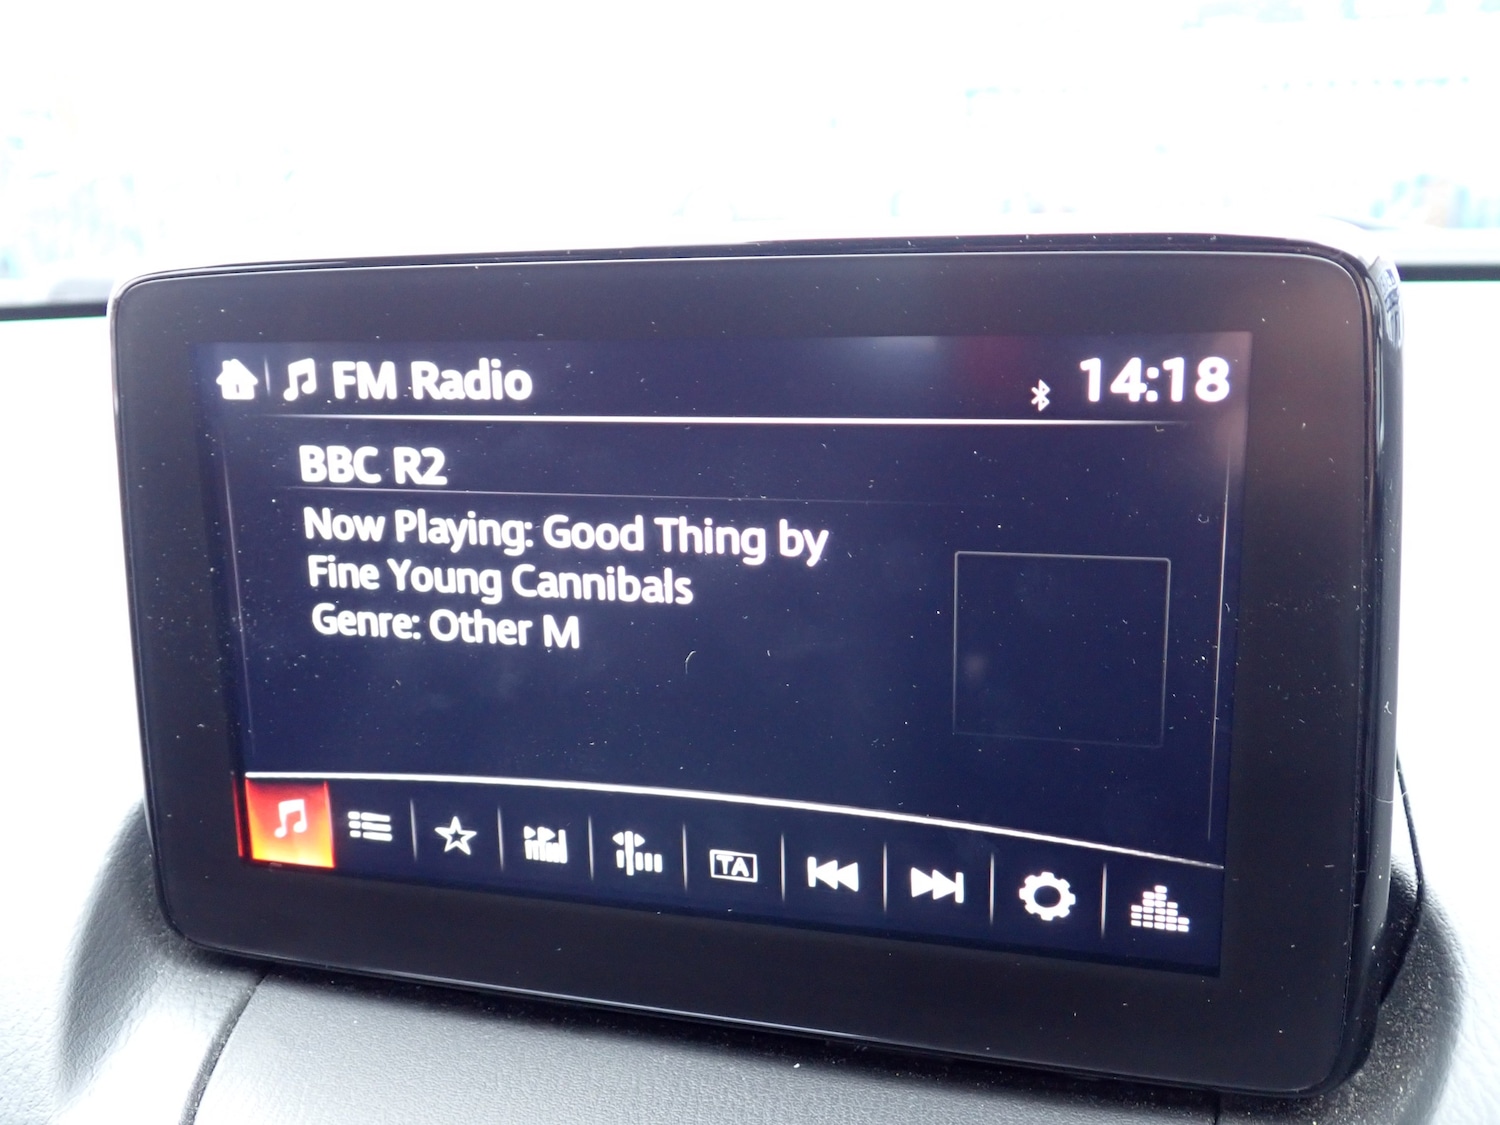 FM Radio
14:18
BBC R2
Now Playing: Good Thing by
Fine Young Cannibals
Genre: Other M
TA